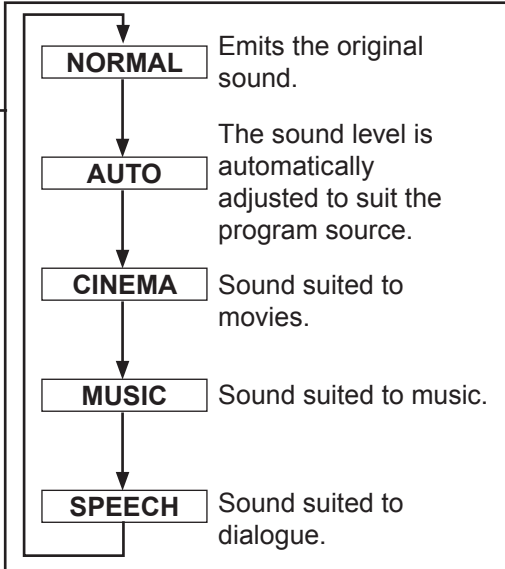 NORMAL
Emits the original
sound.
AUTO
The sound level is
automatically
adjusted to suit the
program source.
CINEMA
Sound suited to
movies.
MUSIC
Sound suited to music.
SPEECH
Sound suited to
dialogue.